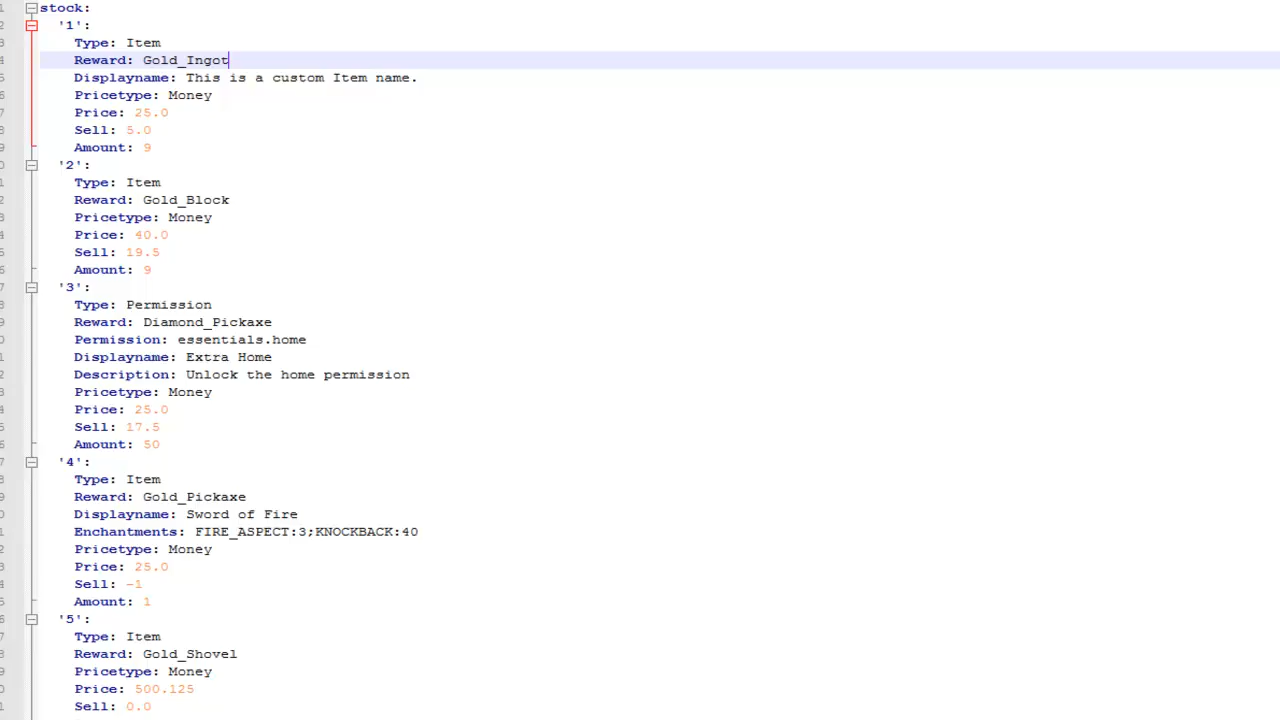 stock:
'1':
Type: Item
Reward: Gold_Ingot
Displayname: This is a custom Item name.
Pricetype: Money
Price: 25.0
Sell: 5.0
Amount: 9
'2':
Type: Item
Reward: Gold_Block
Pricetype: Money
Price: 40.0
Sell: 19.5
Amount: 9
'3':
Type: Permission
Reward: Diamond_Pickaxe
Permission: essentials.home
Displayname: Extra Home
Description: Unlock the home permission
Pricetype: Money
Price: 25.0
Sell: 17.5
Amount: 50
'4':
Type: Item
Reward: Gold_Pickaxe
Displayname: Sword of Fire
Enchantments: FIRE_ASPECT:3;KNOCKBACK:40
Pricetype: Money
Price: 25.0
Sell: -1
Amount: 1
'5':
Type: Item
Reward: Gold_Shovel
Pricetype: Money
Price: 500.125
Sell: 0.0